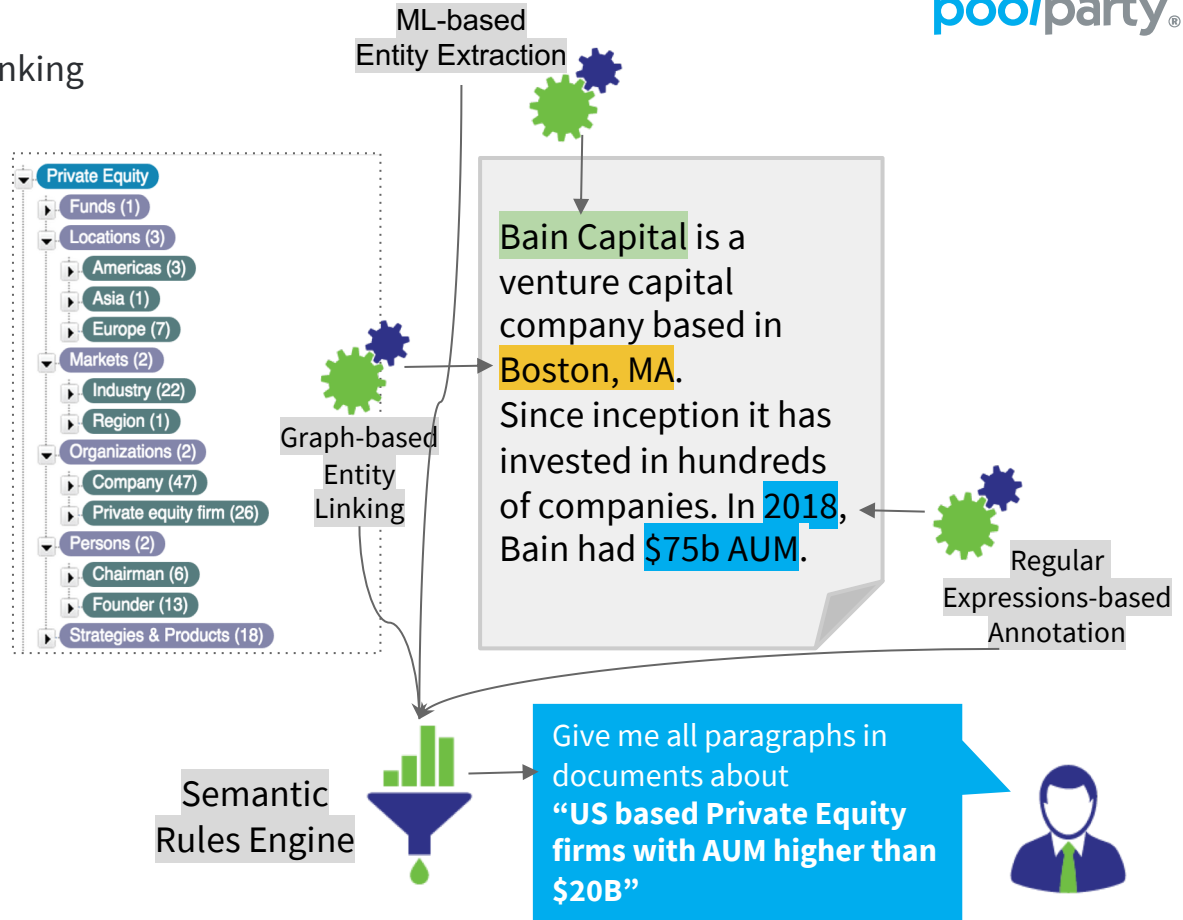 poolparty®
ML-based
Entity Extraction
nking
Private Equity
Funds (1)
Locations (3)
Americas (3)
Asia (1)
Europe (7)
Markets (2)
Industry (22)
Region (1)
Organizations (2)
Company (47)
Private equity firm (26)
Persons (2)
Chairman (6)
Founder (13)
Strategies & Products (18)
Graph-based
Entity
Linking
Bain Capital is a
venture capital
company based in
Boston, MA.
Since inception it has
invested in hundreds
of companies. In 2018,
Bain had $75b AUM.
Regular
Expressions-based
Annotation
Semantic
Rules Engine
Give me all paragraphs in
documents about
“US based Private Equity
firms with AUM higher than
$20B”